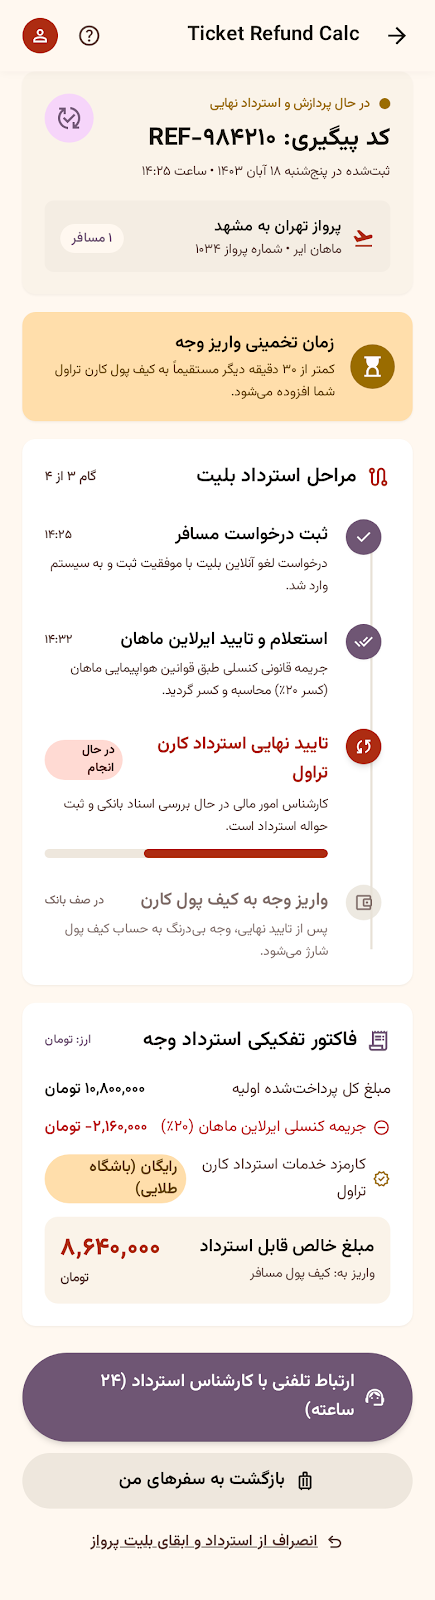 Ticket Refund Calc
در حال پردازش و استرداد نهایی
کد پیگیری: REF-۹۸۴۲۱۰
ثبت‌شده در پنج‌شنبه ۱۸ آبان ۱۴۰۳ • ساعت ۱۴:۲۵
پرواز تهران به مشهد
ماهان ایر • شماره پرواز ۱۰۳۴
۱ مسافر
زمان تخمینی واریز وجه
کمتر از ۳۰ دقیقه دیگر مستقیماً به کیف پول کارن تراول
شما افزوده می‌شود.
مراحل استرداد بلیت
گام ۳ از ۴
ثبت درخواست مسافر
۱۴:۲۵
درخواست لغو آنلاین بلیت با موفقیت ثبت و به سیستم
وارد شد.
استعلام و تایید ایرلاین ماهان
۱۴:۳۲
جریمه قانونی کنسلی طبق قوانین هواپیمایی ماهان
(کسر ۲۰٪) محاسبه و کسر گردید.
تایید نهایی استرداد کارن
تراول
در حال
انجام
کارشناس امور مالی در حال بررسی اسناد بانکی و ثبت
حواله استرداد است.
واریز وجه به کیف پول کارن
در صف بانک
پس از تایید نهایی، وجه بی‌درنگ به حساب کیف پول
شارژ می‌شود.
فاکتور تفکیکی استرداد وجه
ارز: تومان
مبلغ کل پرداخت‌شده اولیه
۱۰,۸۰۰,۰۰۰ تومان
جریمه کنسلی ایرلاین ماهان (۲۰٪)
-۲,۱۶۰,۰۰۰ تومان
کارمزد خدمات استرداد کارن
تراول
رایگان (باشگاه
طلایی)
مبلغ خالص قابل استرداد
۸,۶۴۰,۰۰۰
واریز به: کیف پول مسافر
تومان
ارتباط تلفنی با کارشناس استرداد (۲۴
ساعته)
بازگشت به سفرهای من
انصراف از استرداد و ابقای بلیت پرواز